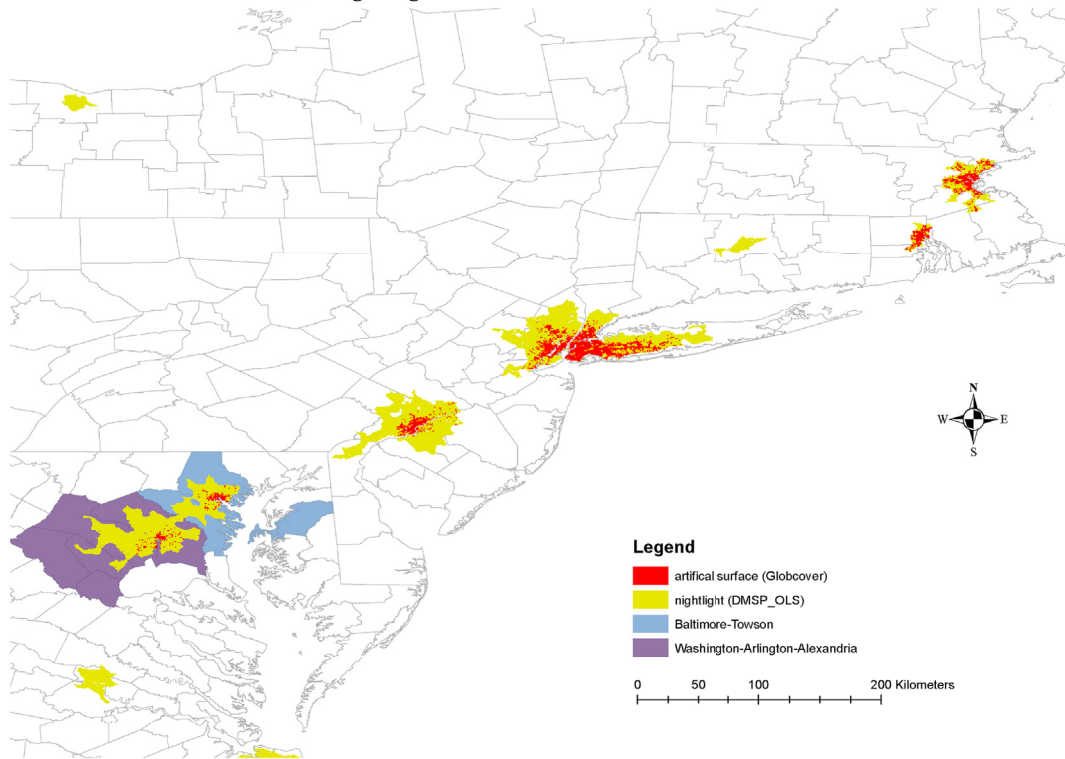 N
W E
S
Legend
artifical surface (Globcover)
nightlight (DMSP_OLS)
Baltimore-Towson
Washington-Arlington-Alexandria
0 50 100 200 Kilometers